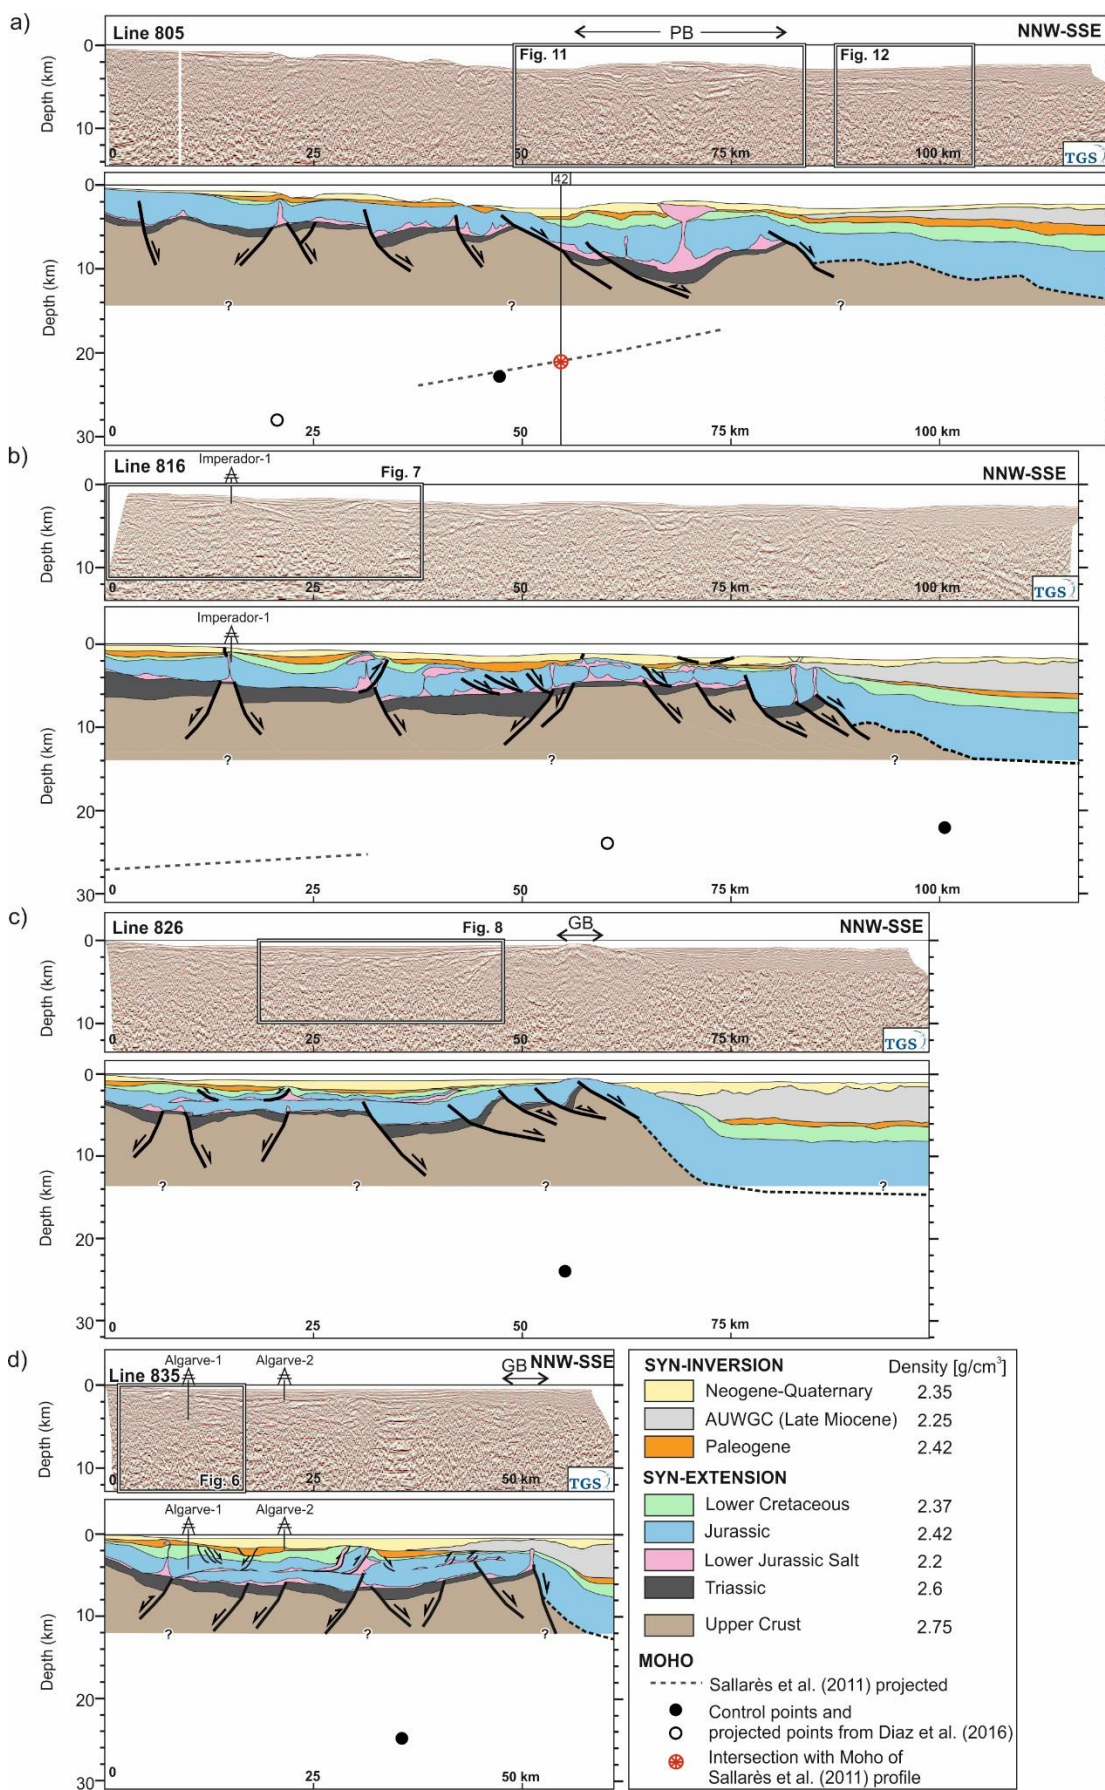 a)
Line 805
PB
NNW-SSE
Fig. 11
Fig. 12
Depth (km)
0
10
0 25 50 75 km 100 km
TGS
42
Depth (km)
0
10
20
30
? ? ?
0 25 50 75 km 100 km
b)
Line 816
Imperador-1
Fig. 7
NNW-SSE
Depth (km)
0
10
0 25 50 75 km 100 km
TGS
Imperador-1
Depth (km)
0
10
20
30
? ? ?
0 25 50 75 km 100 km
c)
Line 826
Fig. 8
GB
NNW-SSE
Depth (km)
0
10
0 25 50 75 km
TGS
Depth (km)
0
10
20
30
? ? ? ?
0 25 50 75 km
d)
Line 835
Algarve-1
Algarve-2
GB
NNW-SSE
Depth (km)
0
10
0 Fig. 6 25 50 km
TGS
Algarve-1
Algarve-2
Depth (km)
0
10
20
30
? ? ?
0 25 50 km
SYN-INVERSION Density [g/cm³]
Neogene-Quaternary 2.35
AUWGC (Late Miocene) 2.25
Paleogene 2.42
SYN-EXTENSION
Lower Cretaceous 2.37
Jurassic 2.42
Lower Jurassic Salt 2.2
Triassic 2.6
Upper Crust 2.75
MOHO
Sallarès et al. (2011) projected
Control points and
projected points from Diaz et al. (2016)
Intersection with Moho of
Sallarès et al. (2011) profile